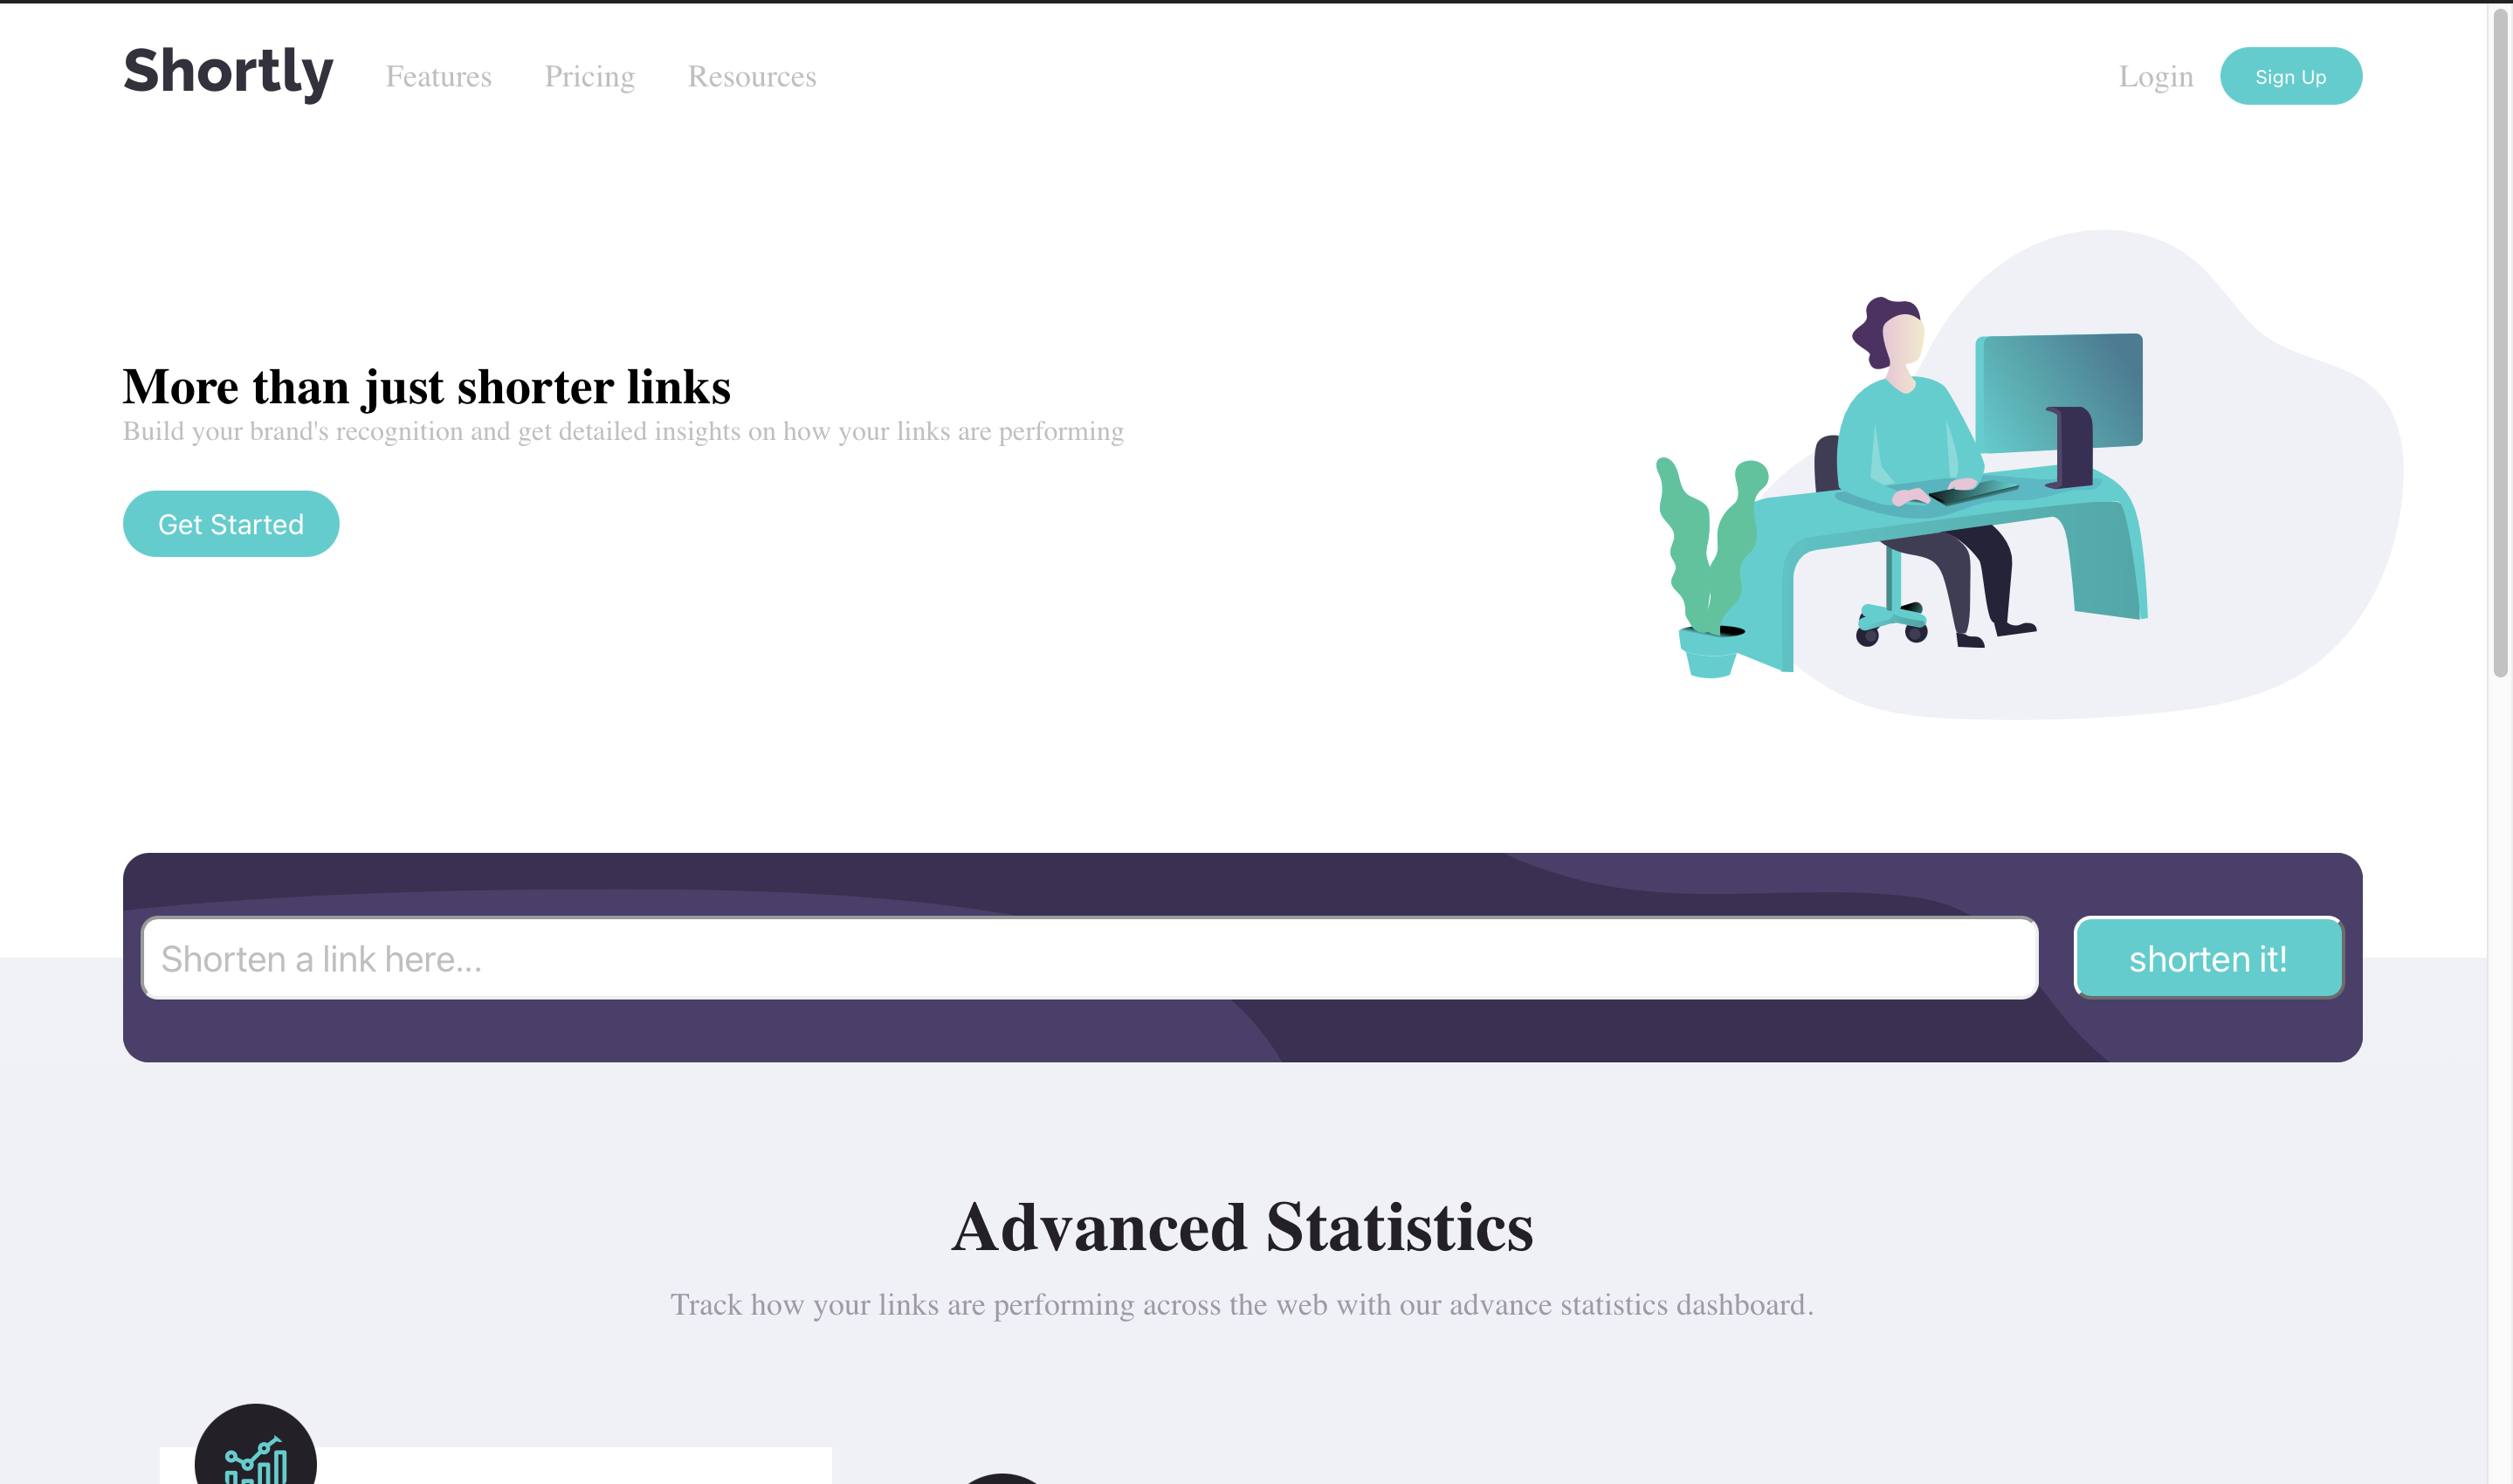 Shortly Features Pricing Resources Login Sign Up
More than just shorter links
Build your brand's recognition and get detailed insights on how your links are performing
Get Started
Shorten a link here... shorten it!
Advanced Statistics
Track how your links are performing across the web with our advance statistics dashboard.